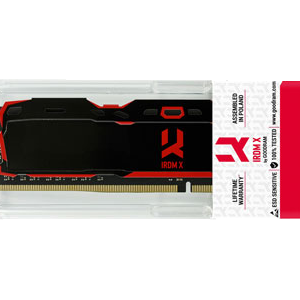 IRDM X
ASSEMBLED
IN POLAND
LIFETIME
WARRANTY*
IRDM X
by GOODRAM
www.goodram.com
100% TESTED
ESD SENSITIVE